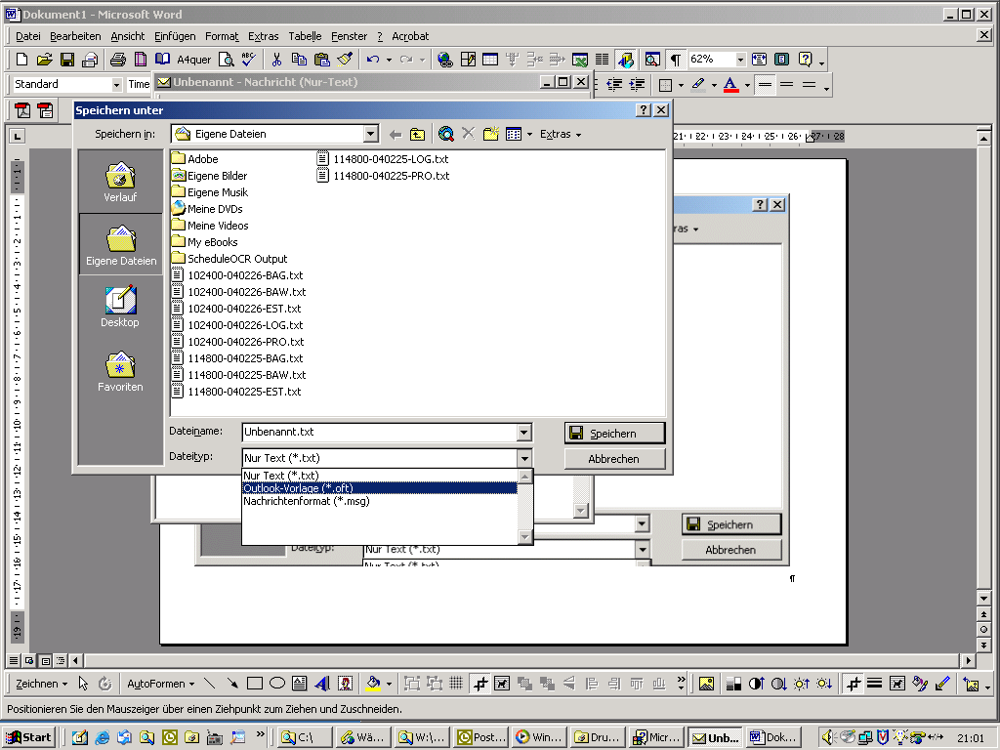 Dokument1 - Microsoft Word
Datei Bearbeiten Ansicht Einfügen Format Extras Tabelle Fenster ? Acrobat
A4quer 62%
Standard Time
Unbenannt - Nachricht (Nur-Text)
Speichern unter
Speichern in: Eigene Dateien Extras
Verlauf
Eigene Dateien
Desktop
Favoriten
Adobe
Eigene Bilder
Eigene Musik
Meine DVDs
Meine Videos
My eBooks
ScheduleOCR Output
102400-040226-BAG.txt
102400-040226-BAW.txt
102400-040226-EST.txt
102400-040226-LOG.txt
102400-040226-PRO.txt
114800-040225-BAG.txt
114800-040225-BAW.txt
114800-040225-EST.txt
114800-040225-LOG.txt
114800-040225-PRO.txt
ras
Dateiname: Unbenannt.txt Speichern
Dateityp: Nur Text (*.txt) Abbrechen
Nur Text (*.txt)
Outlook-Vorlage (*.oft)
Nachrichtenformat (*.msg)
Speichern
Dateityp: Nur Text (*.txt) Abbrechen
Nur Text (*.txt)
Zeichnen AutoFormen
Positionieren Sie den Mauszeiger über einen Ziehpunkt zum Ziehen und Zuschneiden.
Start C:\ Wä... W:\... Post... Win... Dru... Micr... Unb... Dok... 21:01